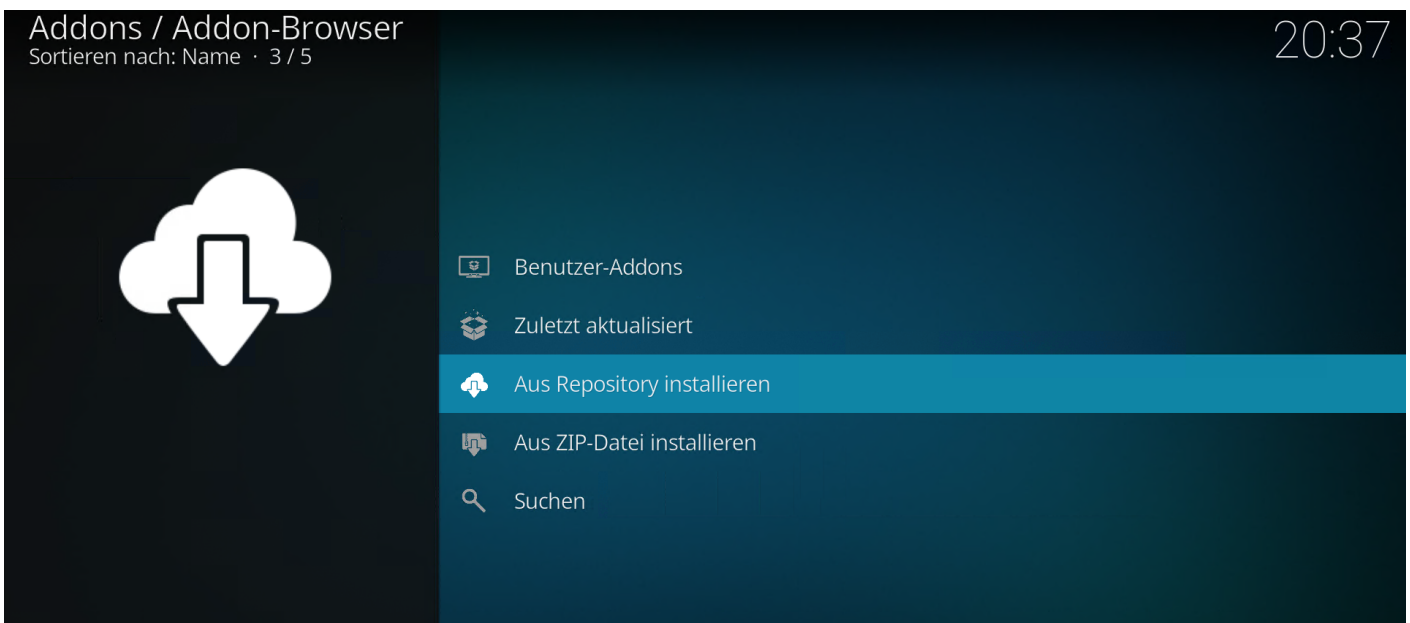 Addons / Addon-Browser
Sortieren nach: Name · 3 / 5
20:37
Benutzer-Addons
Zuletzt aktualisiert
Aus Repository installieren
Aus ZIP-Datei installieren
Suchen